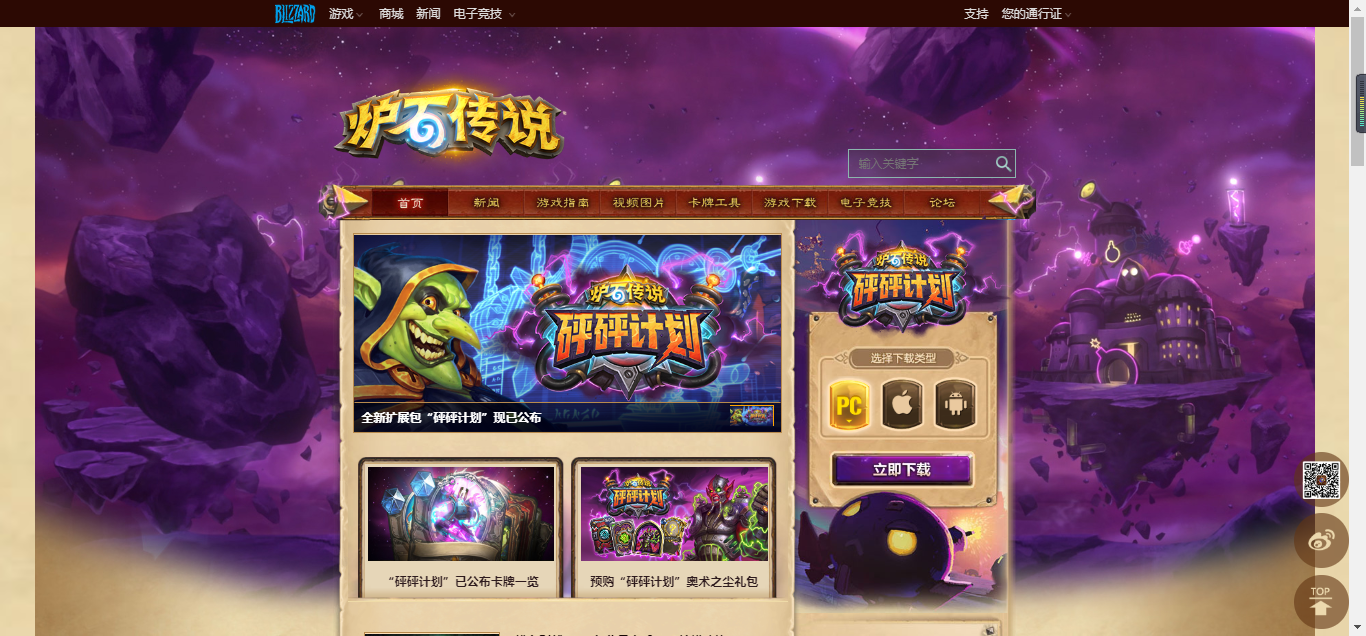 BLIZZARD 游戏 商城 新闻 电子竞技 支持 您的通行证
炉石传说
输入关键字
首页 新闻 游戏指南 视频图片 卡牌工具 游戏下载 电子竞技 论坛
炉石传说
砰砰计划
全新扩展包“砰砰计划”现已公布
炉石传说
砰砰计划
选择下载类型
PC
立即下载
炉石传说
砰砰计划
“砰砰计划”已公布卡牌一览
预购“砰砰计划”奥术之尘礼包
TOP